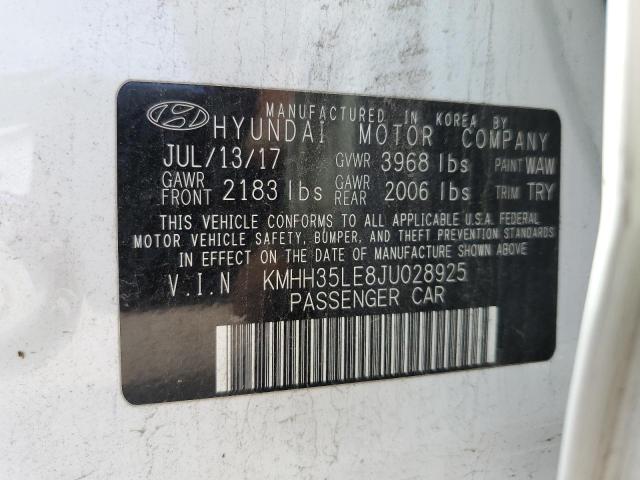 MANUFACTURED IN KOREA BY
HYUNDAI MOTOR COMPANY
JUL/13/17 GVWR 3968 lbs PAINT WAW
GAWR FRONT 2183 lbs GAWR REAR 2006 lbs TRIM TRY
THIS VEHICLE CONFORMS TO ALL APPLICABLE U.S.A. FEDERAL
MOTOR VEHICLE SAFETY, BUMPER, AND THEFT PREVENTION STANDARDS
IN EFFECT ON THE DATE OF MANUFACTURE SHOWN ABOVE.
V.I.N KMHH35LE8JU028925
PASSENGER CAR